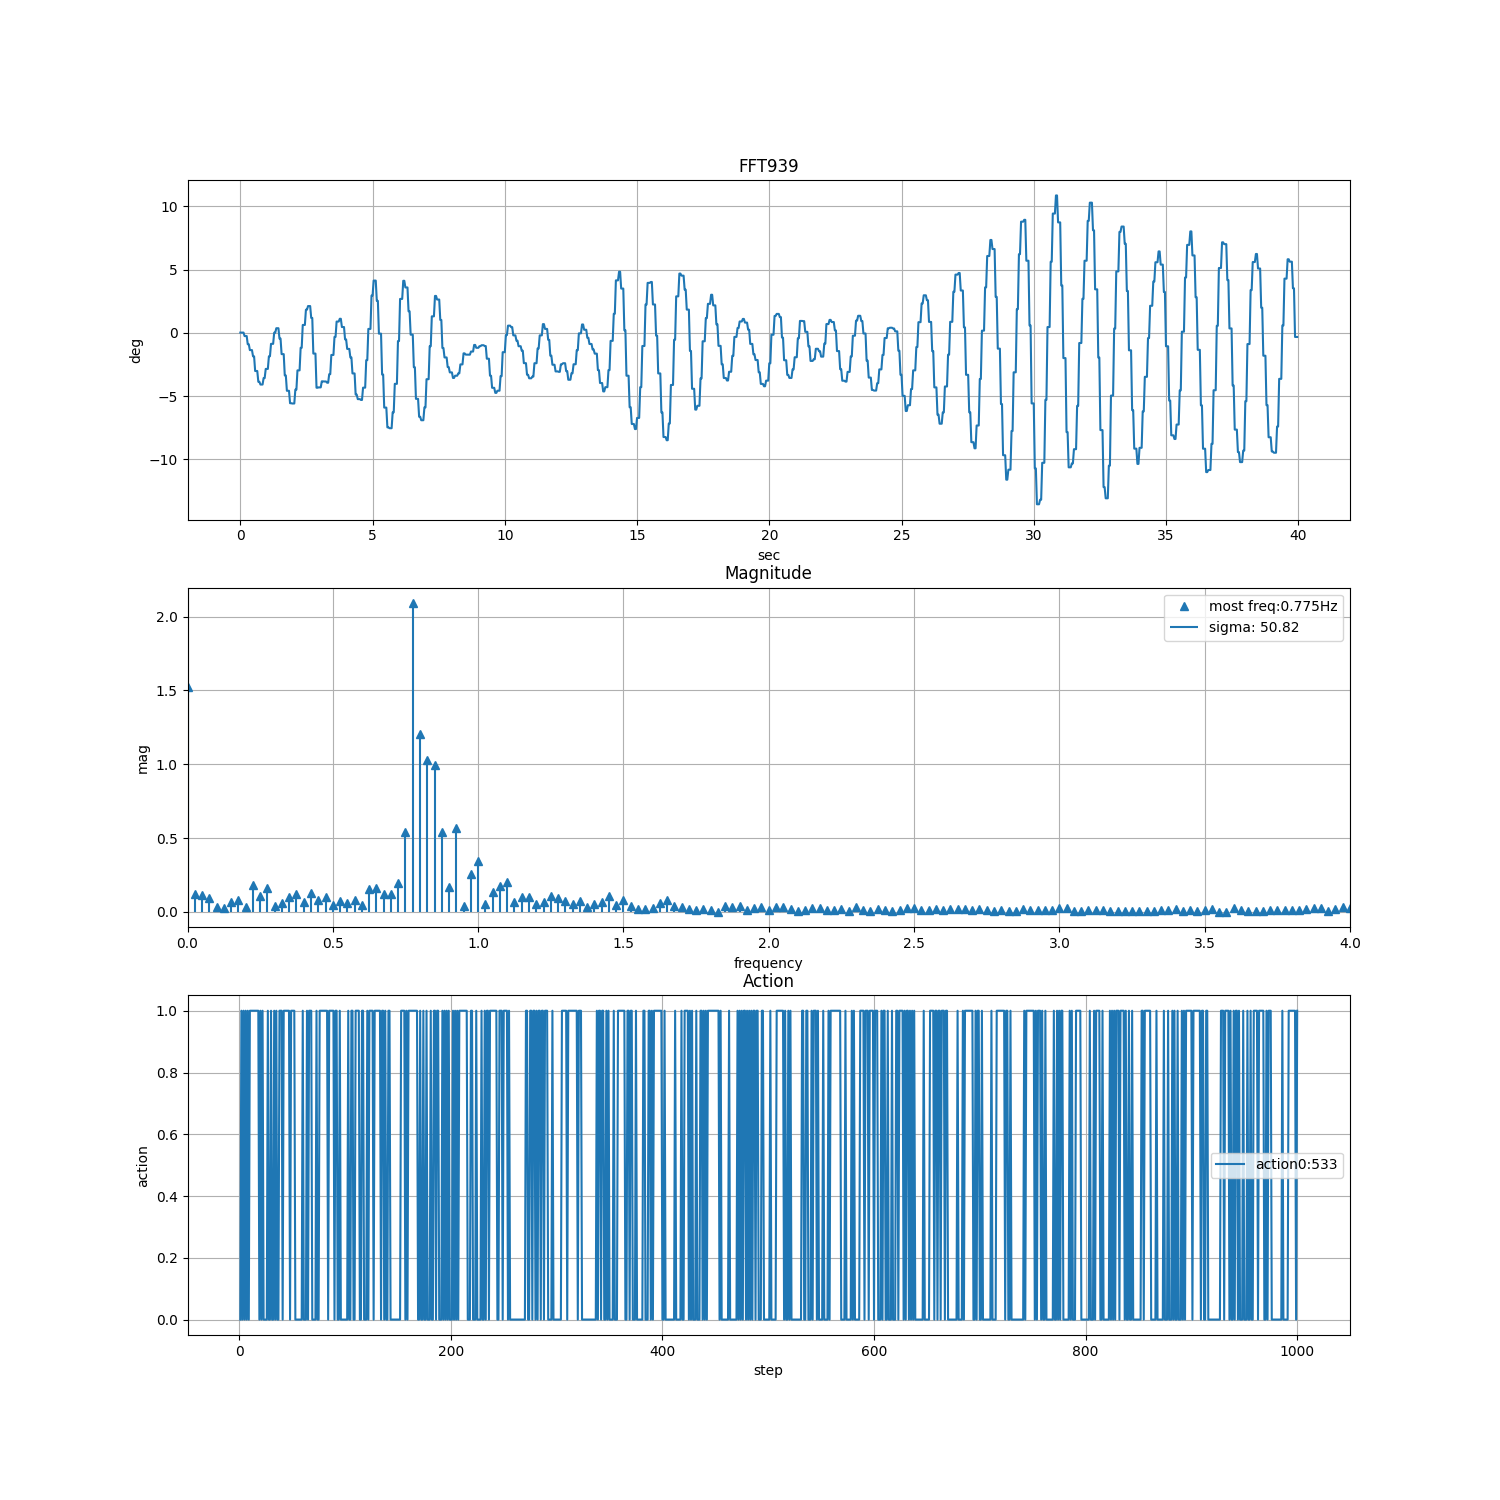 FFT939
10
5
0
−5
−10
deg
0 5 10 15 20 25 30 35 40
sec
Magnitude
2.0
1.5
1.0
0.5
0.0
mag
most freq:0.775Hz
sigma: 50.82
0.0 0.5 1.0 1.5 2.0 2.5 3.0 3.5 4.0
frequency
Action
1.0
0.8
0.6
0.4
0.2
0.0
action
action0:533
0 200 400 600 800 1000
step